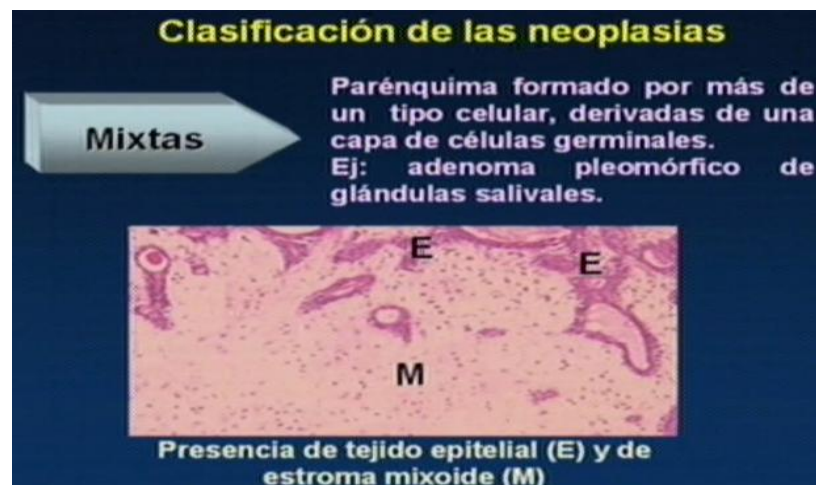 Clasificación de las neoplasias
Mixtas
Parénquima formado por más de
un tipo celular, derivadas de una
capa de células germinales.
Ej: adenoma pleomórfico de
glándulas salivales.
E
E
M
Presencia de tejido epitelial (E) y de
estroma mixoide (M)